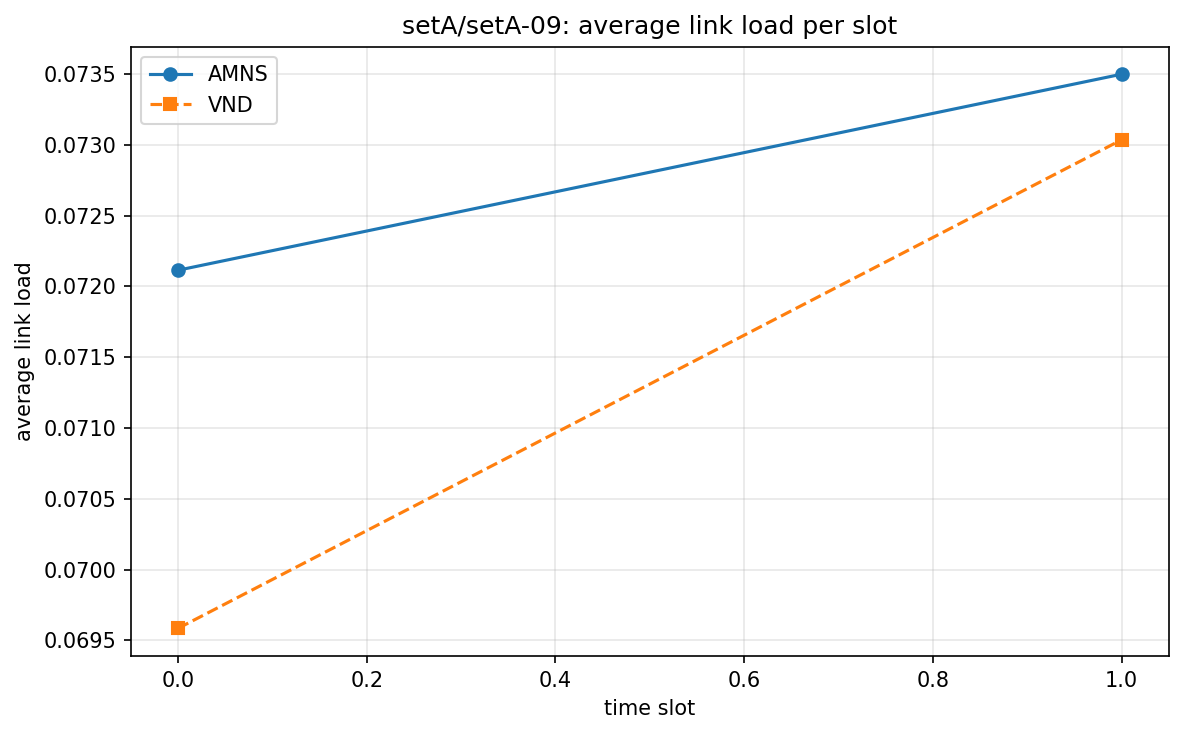 setA/setA-09: average link load per slot
AMNS
VND
average link load
0.0735
0.0730
0.0725
0.0720
0.0715
0.0710
0.0705
0.0700
0.0695
0.0 0.2 0.4 0.6 0.8 1.0
time slot